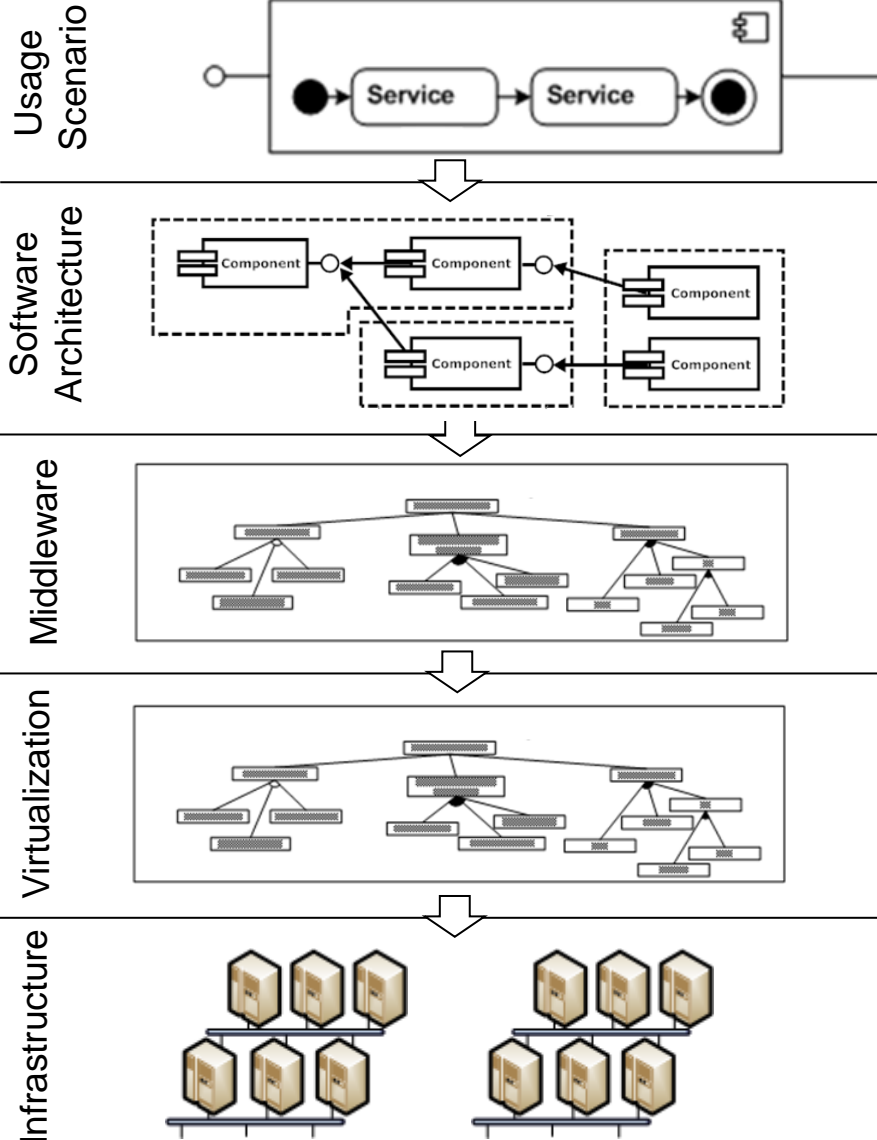 Usage
Scenario
Service
Service
Software
Architecture
Component
Component
Component
Component
Component
Middleware
Virtualization
Infrastructure